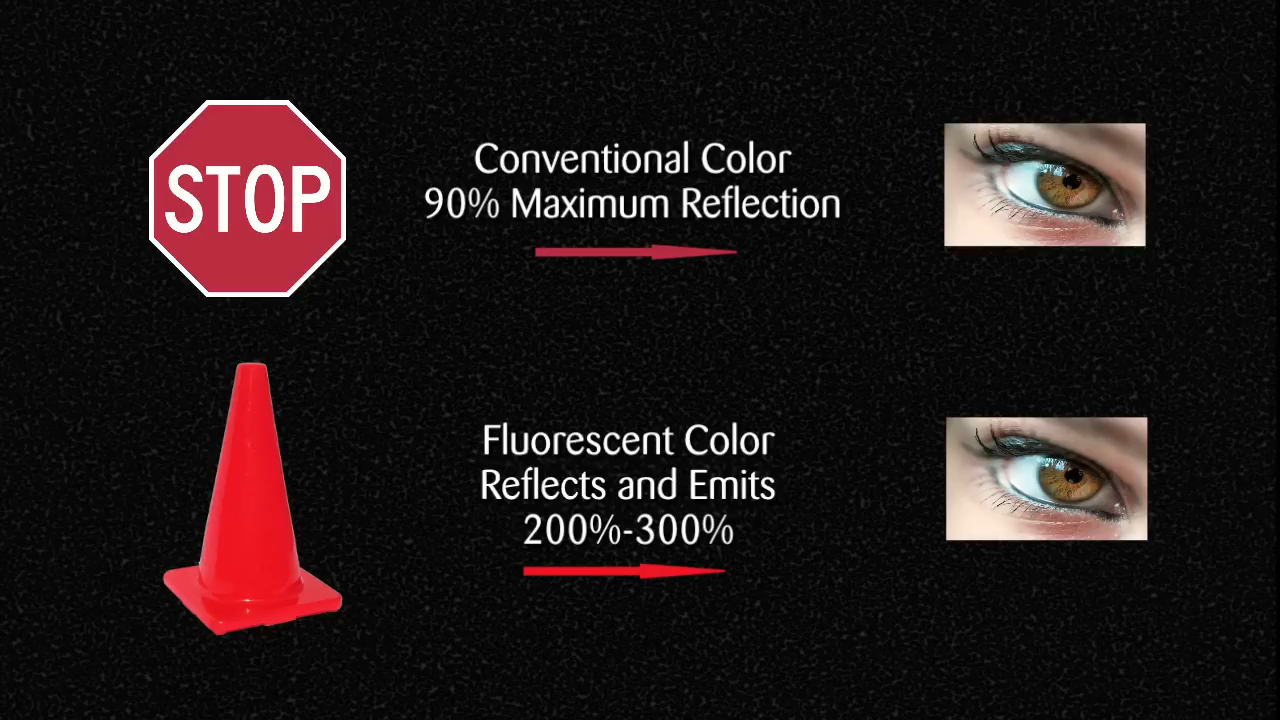 STOP
Conventional Color
90% Maximum Reflection
Fluorescent Color
Reflects and Emits
200%-300%